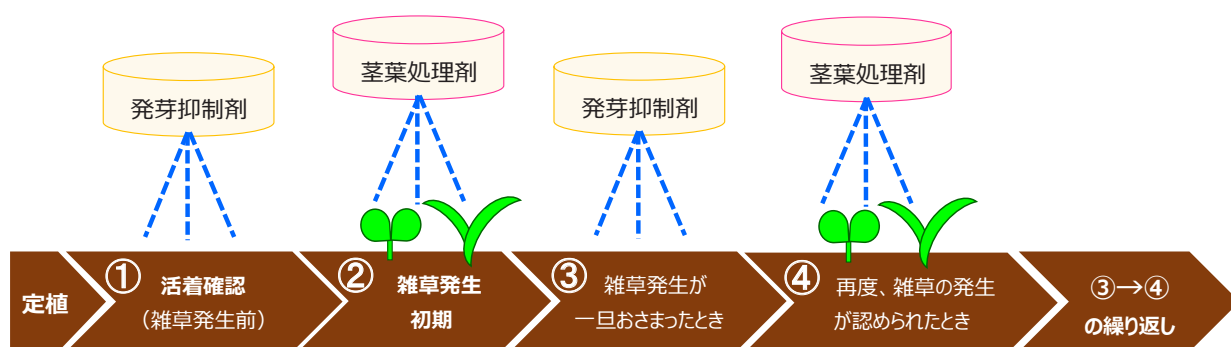 発芽抑制剤
茎葉処理剤
発芽抑制剤
茎葉処理剤
定植
① 活着確認
（雑草発生前）
② 雑草発生
初期
③ 雑草発生が
一旦おさまったとき
④ 再度、雑草の発生
が認められたとき
③→④
の繰り返し